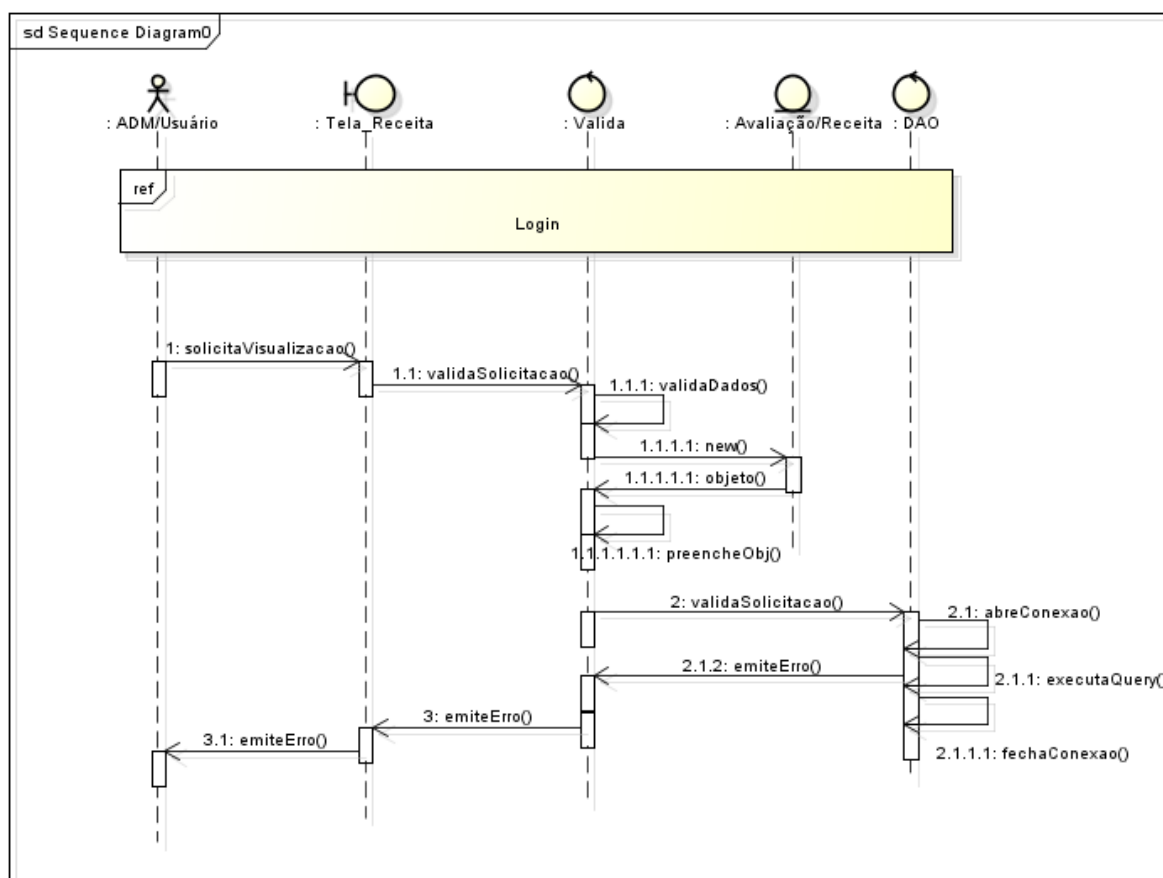 sd Sequence Diagram0
: ADM/Usuário
: Tela_Receita
: Valida
: Avaliação/Receita
: DAO
ref
Login
1: solicitaVisualizacao()
1.1: validaSolicitacao()
1.1.1: validaDados()
1.1.1.1: new()
1.1.1.1.1: objeto()
1.1.1.1.1.1: preencheObj()
2: validaSolicitacao()
2.1: abreConexao()
2.1.2: emiteErro()
2.1.1: executaQuery()
3: emiteErro()
3.1: emiteErro()
2.1.1.1: fechaConexao()